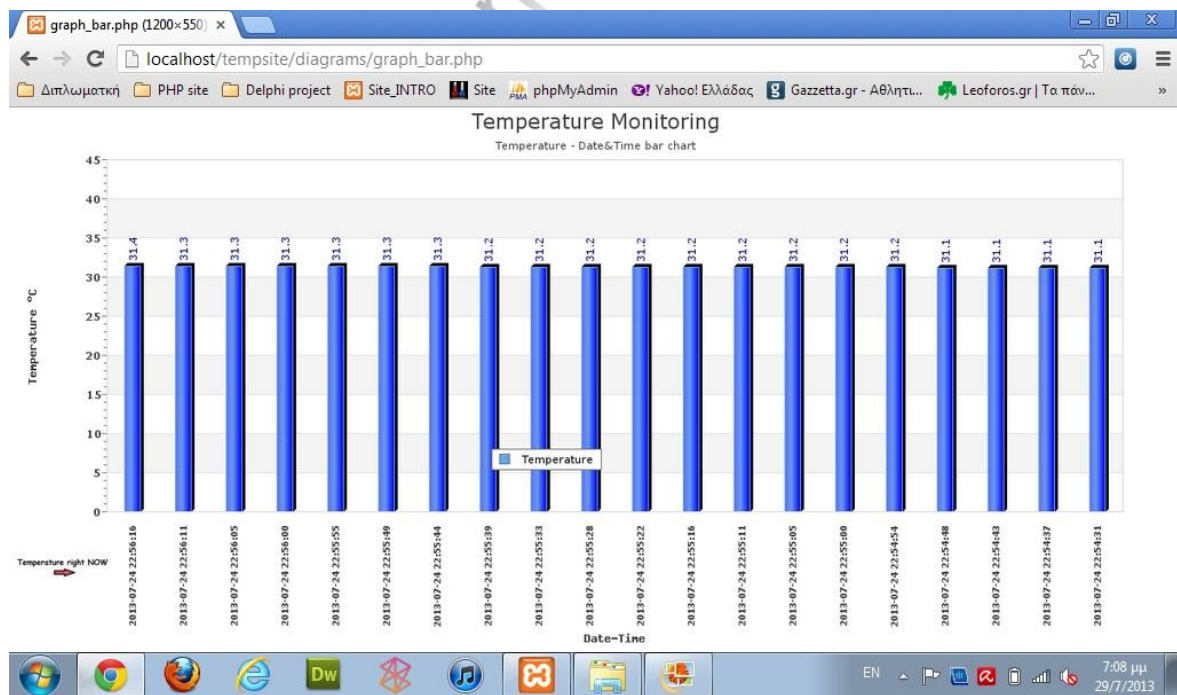 graph_bar.php (1200×550)
localhost/tempsite/diagrams/graph_bar.php
Διπλωματκή PHP site Delphi project Site_INTRO Site phpMyAdmin Yahoo! Ελλάδας Gazzetta.gr - Αθλητι... Leoforos.gr | Τα πάν... »
Temperature Monitoring
Temperature - Date&Time bar chart
45
40
35
30
25
20
15
10
5
0
Temperature °C
31.4 31.3 31.3 31.3 31.3 31.3 31.3 31.2 31.2 31.2 31.2 31.2 31.2 31.2 31.2 31.2 31.1 31.1 31.1 31.1
Temperature
Temperature right NOW
2013-07-24 22:56:16
2013-07-24 22:56:11
2013-07-24 22:56:05
2013-07-24 22:56:00
2013-07-24 22:55:55
2013-07-24 22:55:49
2013-07-24 22:55:44
2013-07-24 22:55:39
2013-07-24 22:55:33
2013-07-24 22:55:28
2013-07-24 22:55:22
2013-07-24 22:55:16
2013-07-24 22:55:11
2013-07-24 22:55:05
2013-07-24 22:55:00
2013-07-24 22:54:54
2013-07-24 22:54:48
2013-07-24 22:54:43
2013-07-24 22:54:37
2013-07-24 22:54:31
Date-Time
Dw
EN
7:08 μμ
29/7/2013